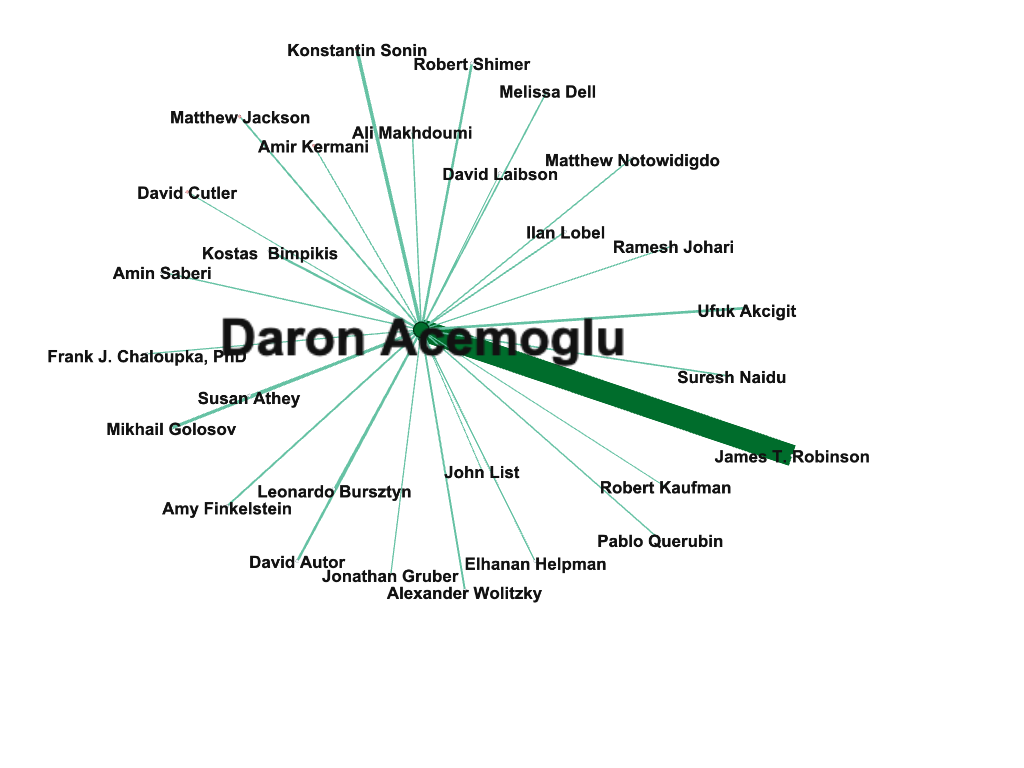 Konstantin Sonin
Robert Shimer
Melissa Dell
Matthew Jackson
Ali Makhdoumi
Amir Kermani
Matthew Notowidigdo
David Laibson
David Cutler
Ilan Lobel
Ramesh Johari
Kostas  Bimpikis
Amin Saberi
Ufuk Akcigit
Daron Acemoglu
Frank J. Chaloupka, PhD
Suresh Naidu
Susan Athey
Mikhail Golosov
James T. Robinson
John List
Robert Kaufman
Leonardo Bursztyn
Amy Finkelstein
Pablo Querubin
David Autor
Elhanan Helpman
Jonathan Gruber
Alexander Wolitzky